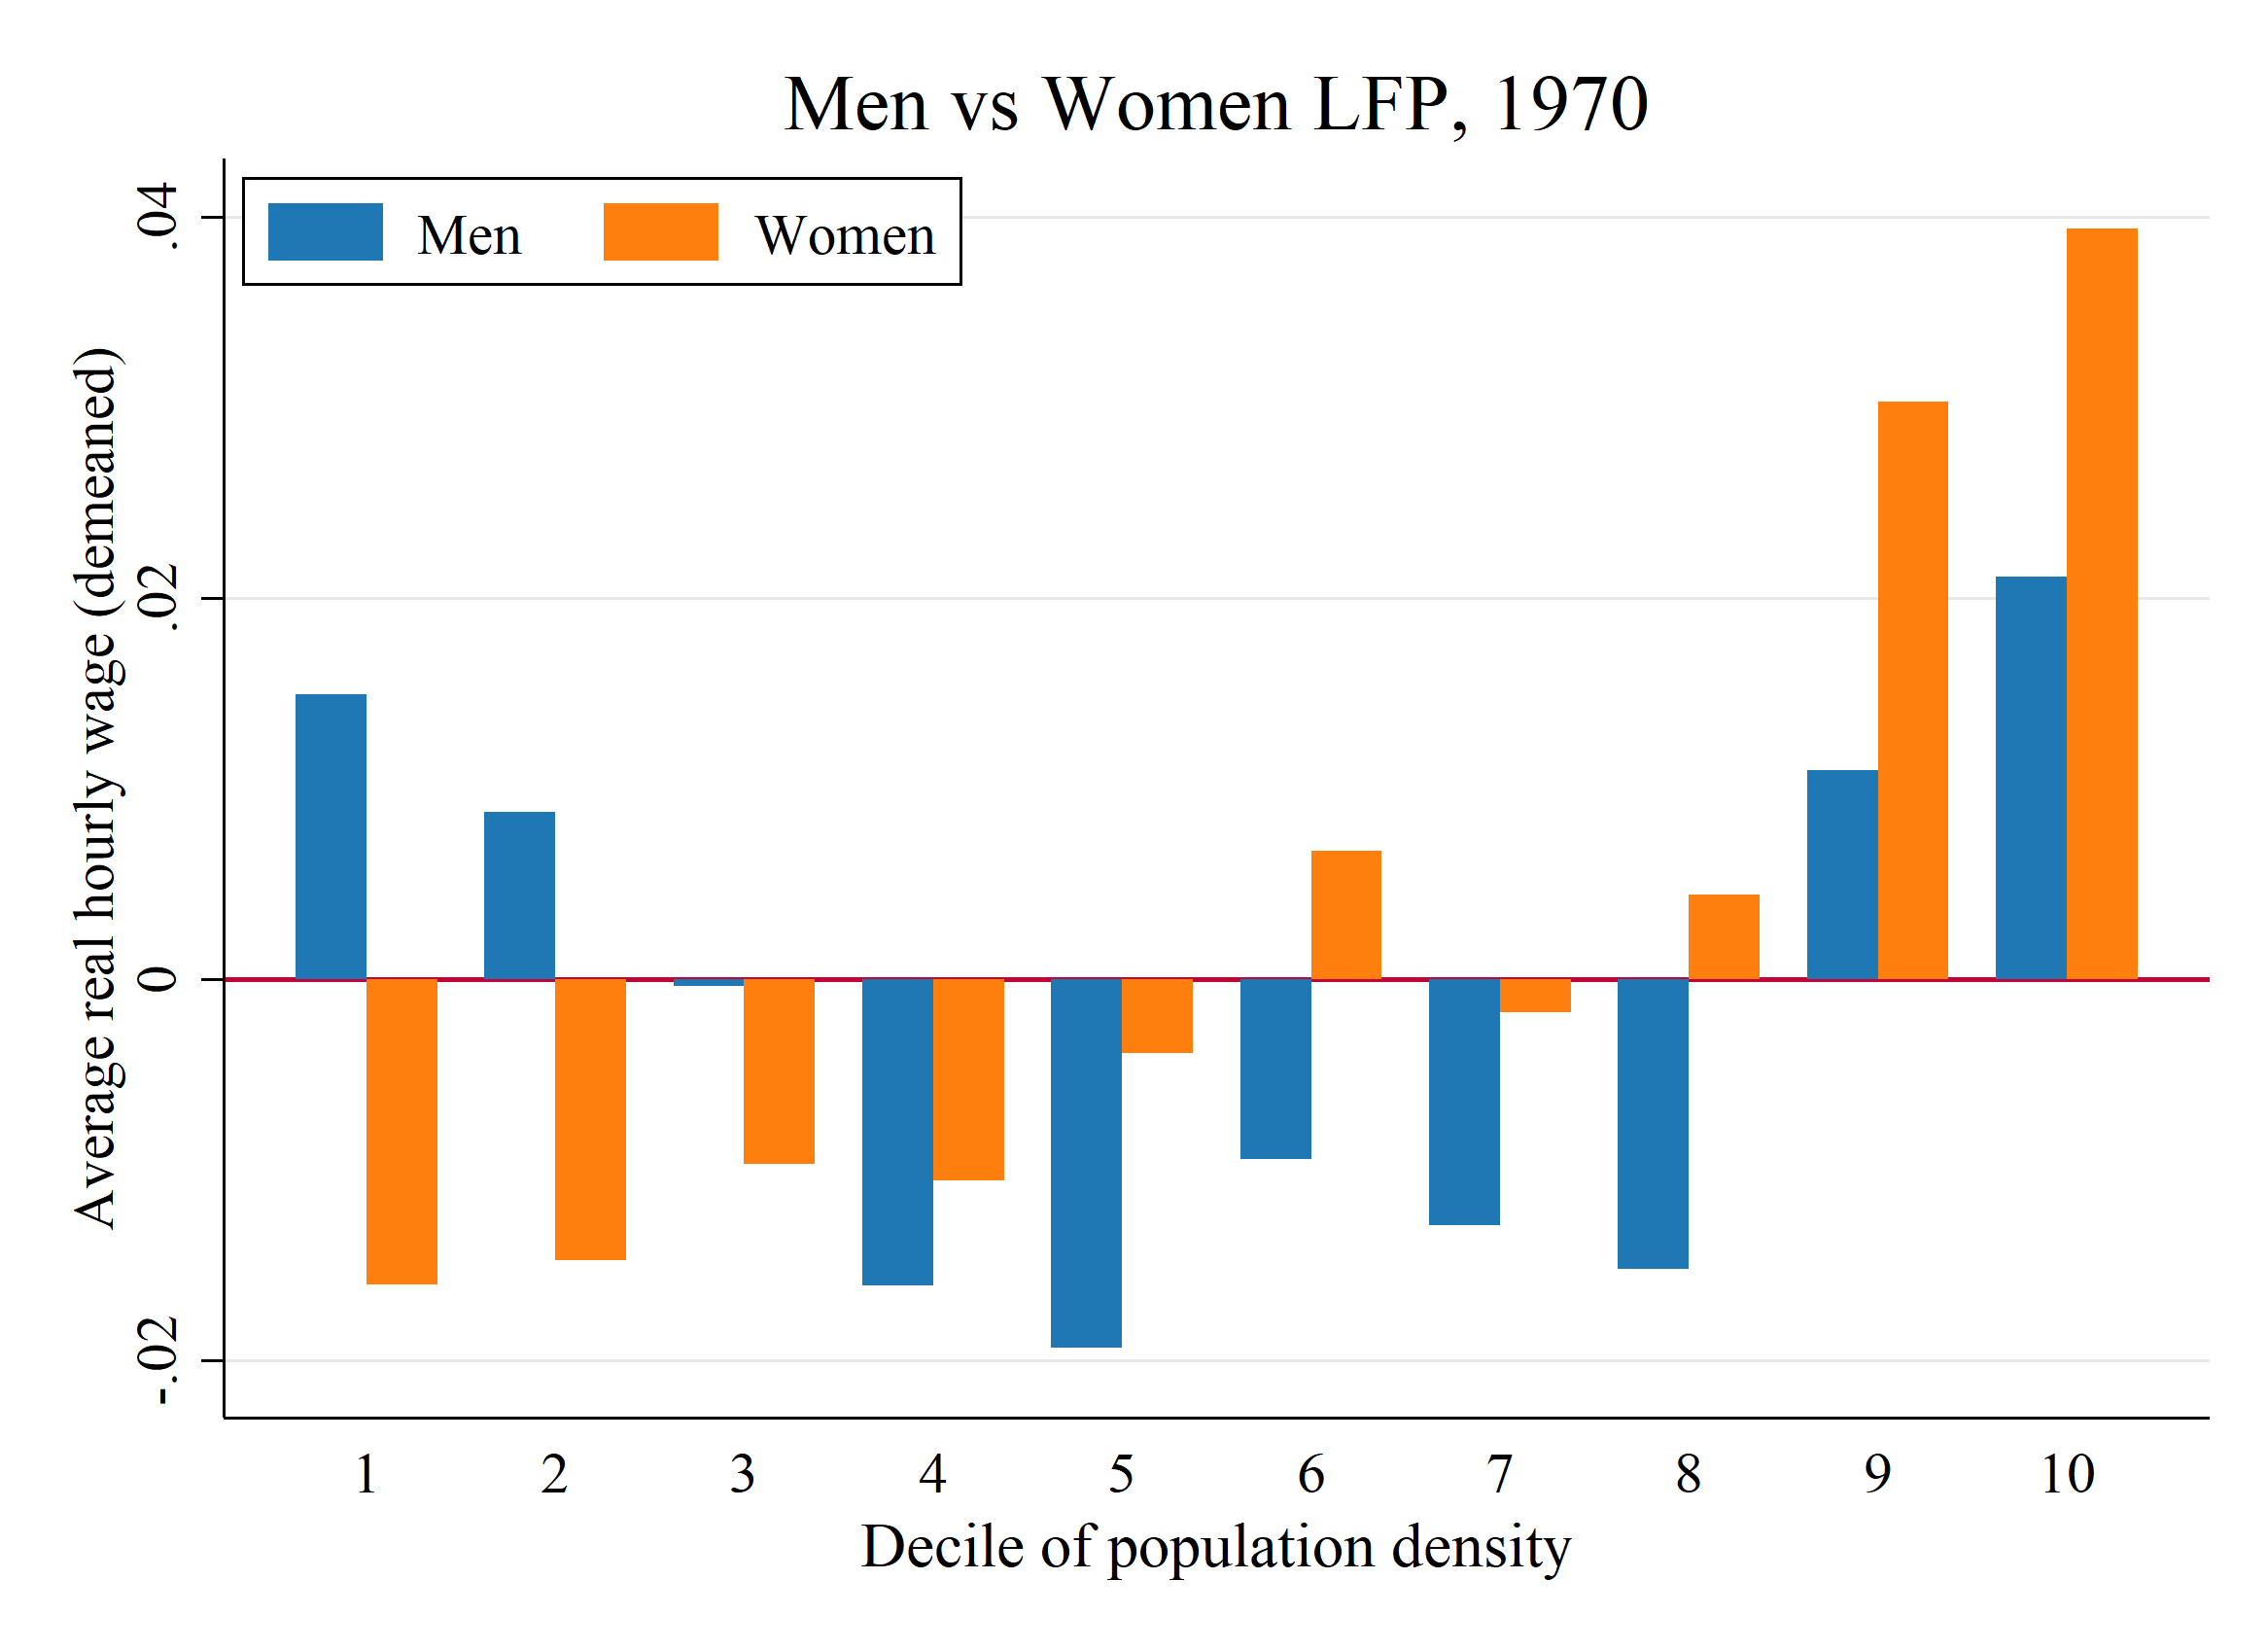 Men vs Women LFP, 1970
Men
Women
Average real hourly wage (demeaned)
.04
.02
0
-.02
1 2 3 4 5 6 7 8 9 10
Decile of population density